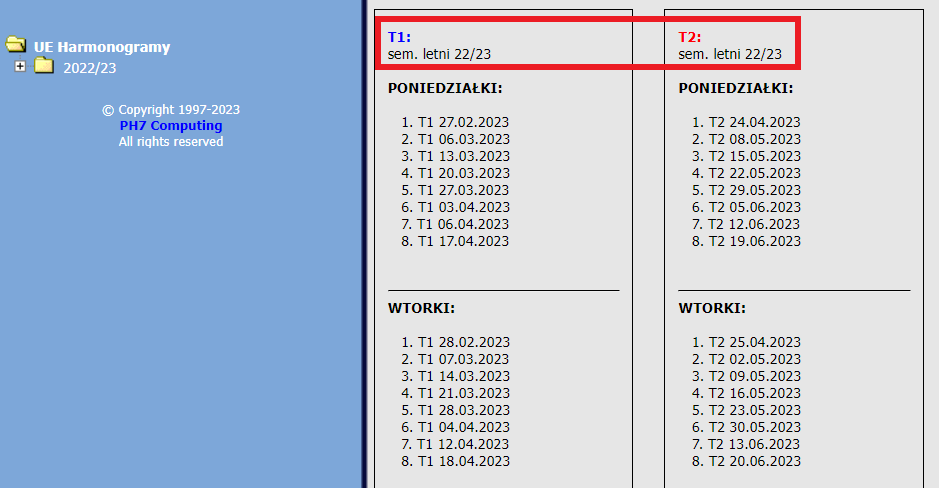 UE Harmonogramy
2022/23
© Copyright 1997-2023
PH7 Computing
All rights reserved
T1:
sem. letni 22/23
PONIEDZIAŁKI:
1. T1 27.02.2023
2. T1 06.03.2023
3. T1 13.03.2023
4. T1 20.03.2023
5. T1 27.03.2023
6. T1 03.04.2023
7. T1 06.04.2023
8. T1 17.04.2023
WTORKI:
1. T1 28.02.2023
2. T1 07.03.2023
3. T1 14.03.2023
4. T1 21.03.2023
5. T1 28.03.2023
6. T1 04.04.2023
7. T1 12.04.2023
8. T1 18.04.2023
T2:
sem. letni 22/23
PONIEDZIAŁKI:
1. T2 24.04.2023
2. T2 08.05.2023
3. T2 15.05.2023
4. T2 22.05.2023
5. T2 29.05.2023
6. T2 05.06.2023
7. T2 12.06.2023
8. T2 19.06.2023
WTORKI:
1. T2 25.04.2023
2. T2 02.05.2023
3. T2 09.05.2023
4. T2 16.05.2023
5. T2 23.05.2023
6. T2 30.05.2023
7. T2 13.06.2023
8. T2 20.06.2023